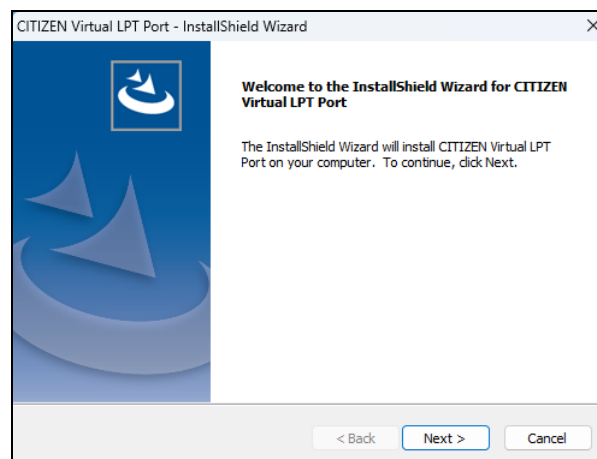 CITIZEN Virtual LPT Port - InstallShield Wizard
Welcome to the InstallShield Wizard for CITIZEN
Virtual LPT Port
The InstallShield Wizard will install CITIZEN Virtual LPT
Port on your computer.  To continue, click Next.
< Back
Next >
Cancel